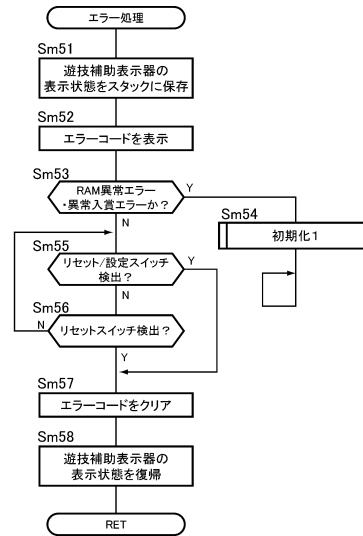 エラー処理
Sm51
遊技補助表示器の
表示状態をスタックに保存
Sm52
エラーコードを表示
Sm53
RAM異常エラー
・異常入賞エラーか?
Y
N
Sm54
初期化1
Sm55
リセット/設定スイッチ
検出?
Y
N
Sm56
リセットスイッチ検出?
N
Y
Sm57
エラーコードをクリア
Sm58
遊技補助表示器の
表示状態を復帰
RET